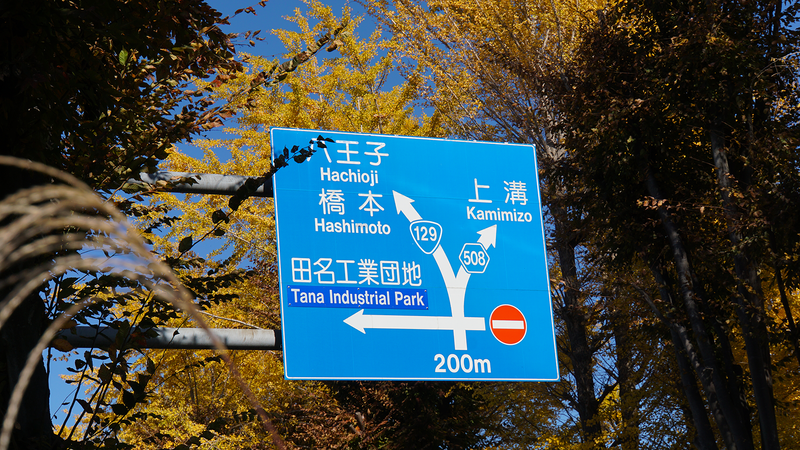 八王子
Hachioji
橋本
Hashimoto
上溝
Kamimizo
129
508
田名工業団地
Tana Industrial Park
200m